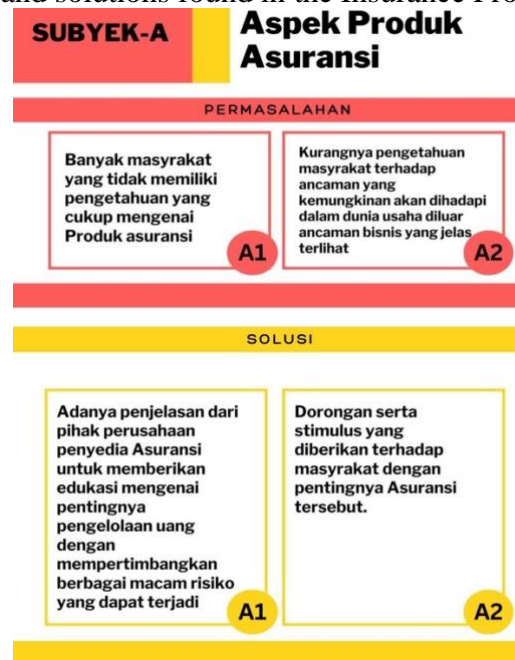 and solutions found in the Insurance Pro
SUBYEK-A
Aspek Produk
Asuransi
PERMASALAHAN
Banyak masyrakat
yang tidak memiliki
pengetahuan yang
cukup mengenai
Produk asuransi
A1
Kurangnya pengetahuan
masyrakat terhadap
ancaman yang
kemungkinan akan dihadapi
dalam dunia usaha diluar
ancaman bisnis yang jelas
terlihat
A2
SOLUSI
Adanya penjelasan dari
pihak perusahaan
penyedia Asuransi
untuk memberikan
edukasi mengenai
pentingnya
pengelolaan uang
dengan
mempertimbangkan
berbagai macam risiko
yang dapat terjadi
A1
Dorongan serta
stimulus yang
diberikan terhadap
masyrakat dengan
pentingnya Asuransi
tersebut.
A2